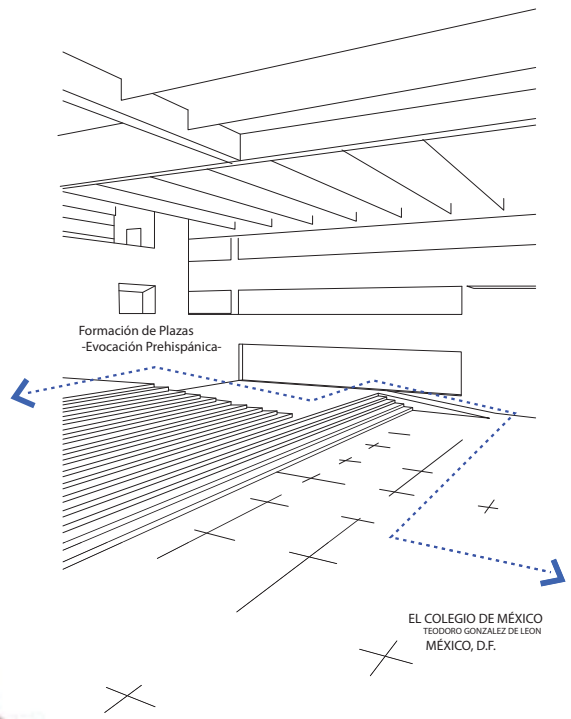 Formación de Plazas
-Evocación Prehispánica-
EL COLEGIO DE MÉXICO
TEODORO GONZALEZ DE LEON
MÉXICO, D.F.